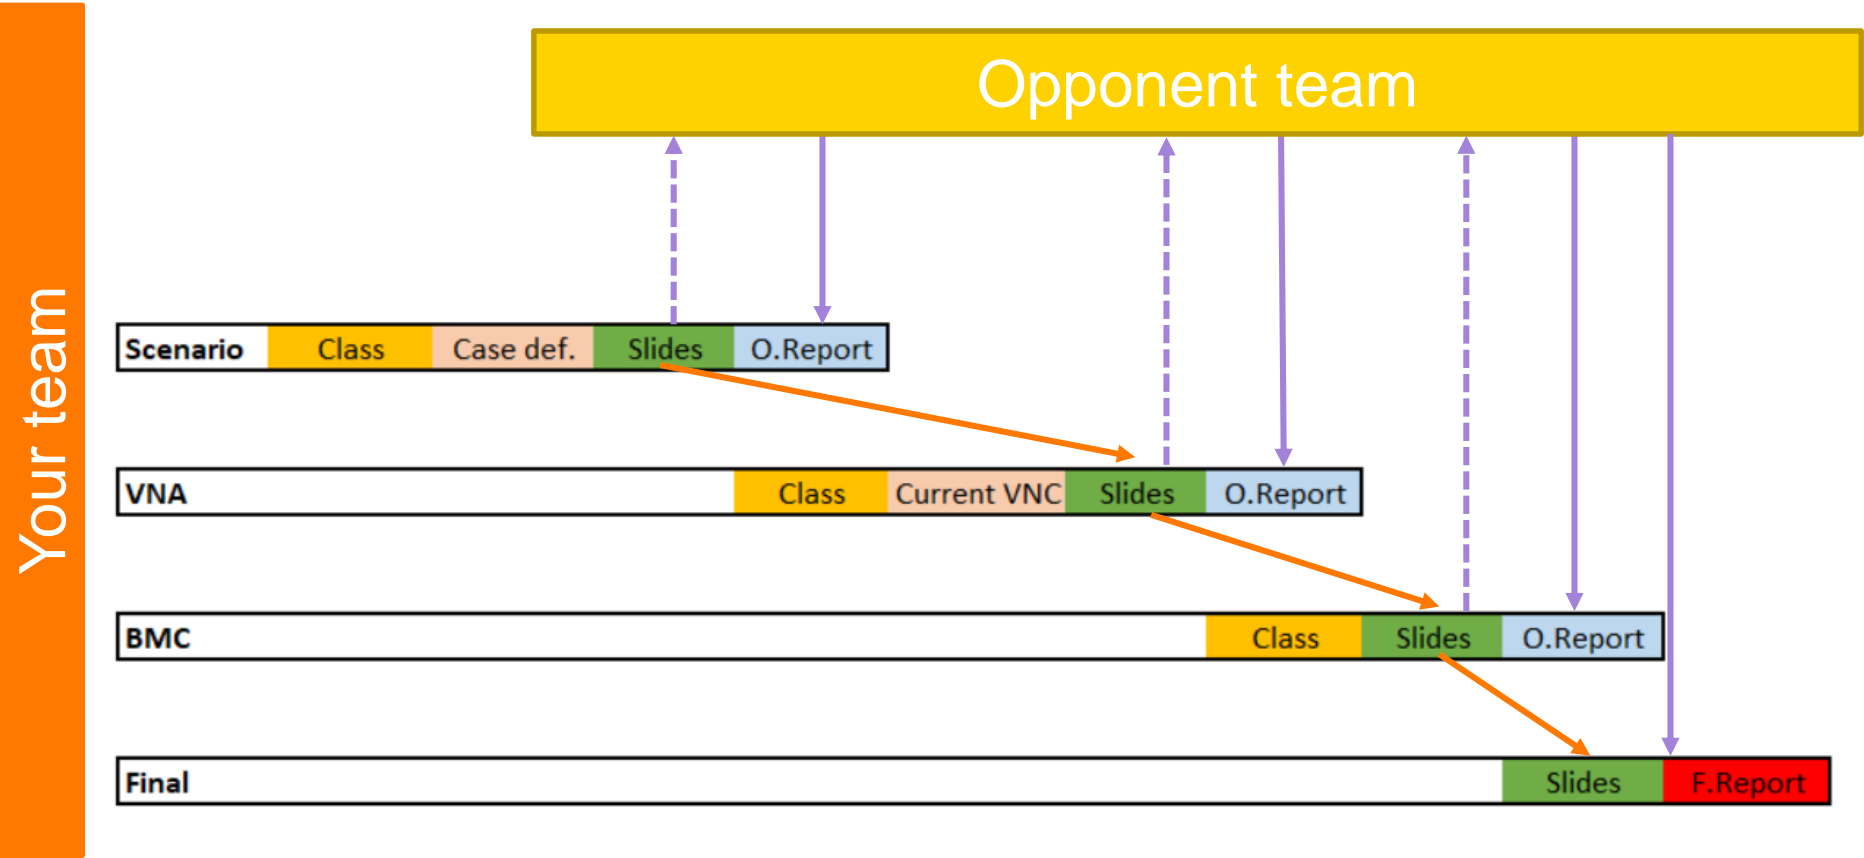 Your team
Opponent team
Scenario Class Case def. Slides O.Report
VNA Class Current VNC Slides O.Report
BMC Class Slides O.Report
Final Slides F.Report